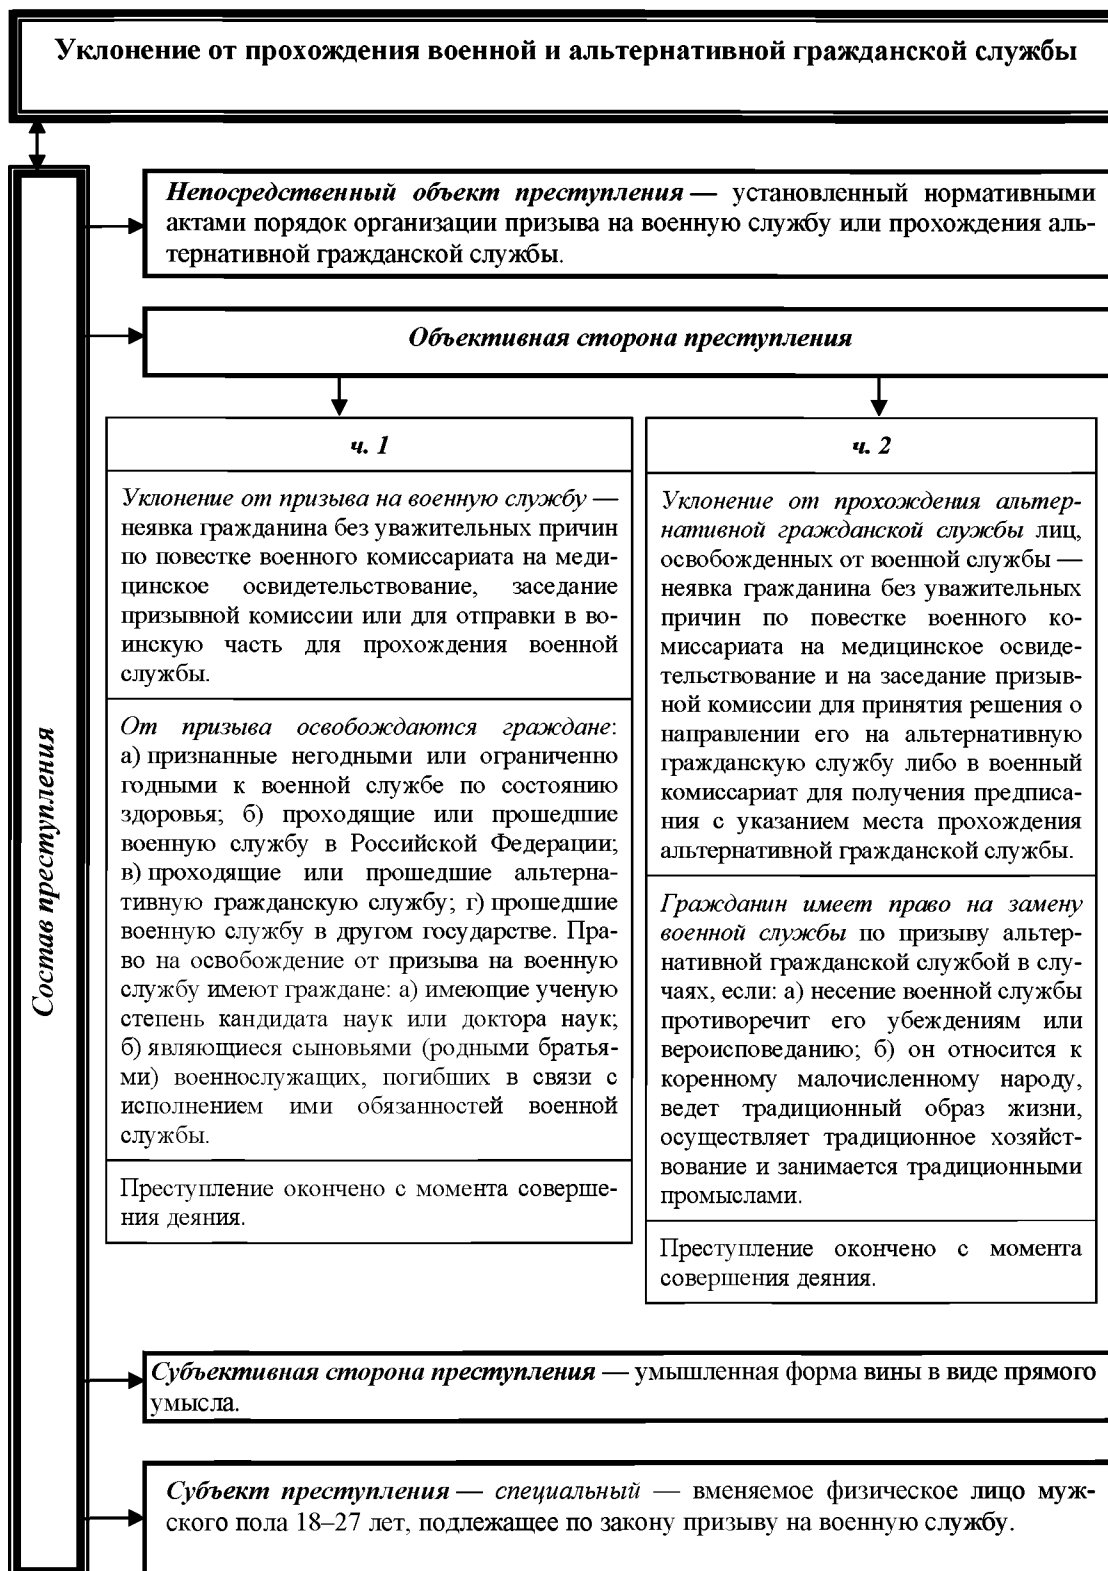 Уклонение от прохождения военной и альтернативной гражданской службы
Состав преступления
Непосредственный объект преступления — установленный нормативными
актами порядок организации призыва на военную службу или прохождения аль-
тернативной гражданской службы.
Объективная сторона преступления
ч. 1
Уклонение от призыва на военную службу —
неявка гражданина без уважительных причин
по повестке военного комиссариата на меди-
цинское освидетельствование, заседание
призывной комиссии или для отправки в во-
инскую часть для прохождения военной
службы.
От призыва освобождаются граждане:
а) признанные негодными или ограниченно
годными к военной службе по состоянию
здоровья; б) проходящие или прошедшие
военную службу в Российской Федерации;
в) проходящие или прошедшие альтерна-
тивную гражданскую службу; г) прошедшие
военную службу в другом государстве. Пра-
во на освобождение от призыва на военную
службу имеют граждане: а) имеющие ученую
степень кандидата наук или доктора наук;
б) являющиеся сыновьями (родными братья-
ми) военнослужащих, погибших в связи с
исполнением ими обязанностей военной
службы.
Преступление окончено с момента соверше-
ния деяния.
ч. 2
Уклонение от прохождения альтер-
нативной гражданской службы лиц,
освобожденных от военной службы —
неявка гражданина без уважительных
причин по повестке военного ко-
миссариата на медицинское освиде-
тельствование и на заседание призыв-
ной комиссии для принятия решения о
направлении его на альтернативную
гражданскую службу либо в военный
комиссариат для получения предписа-
ния с указанием места прохождения
альтернативной гражданской службы.
Гражданин имеет право на замену
военной службы по призыву альтер-
нативной гражданской службой в слу-
чаях, если: а) несение военной службы
противоречит его убеждениям или
вероисповеданию; б) он относится к
коренному малочисленному народу,
ведет традиционный образ жизни,
осуществляет традиционное хозяйст-
вование и занимается традиционными
промыслами.
Преступление окончено с момента
совершения деяния.
Субъективная сторона преступления — умышленная форма вины в виде прямого
умысла.
Субъект преступления — специальный — вменяемое физическое лицо муж-
ского пола 18–27 лет, подлежащее по закону призыву на военную службу.